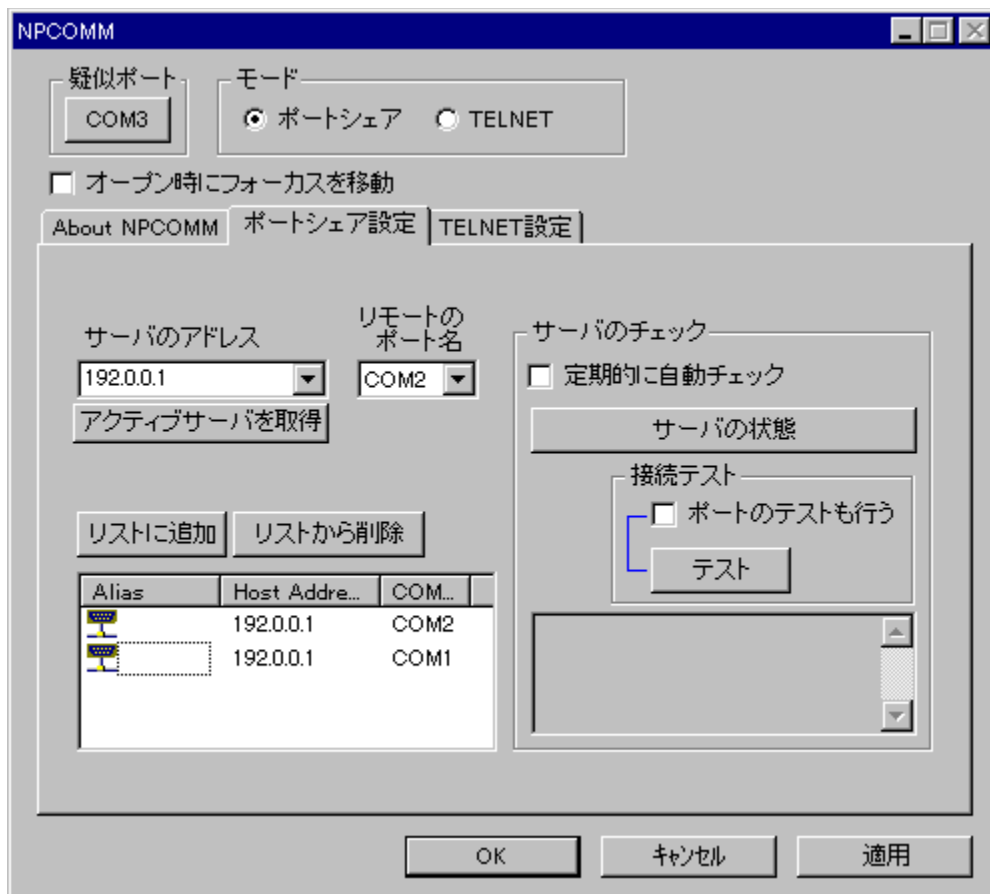 NPCOMM
疑似ポート
モード
COM3
ポートシェア
TELNET
オープン時にフォーカスを移動
About NPCOMM
ポートシェア設定
TELNET設定
サーバのアドレス
リモートの
ポート名
192.0.0.1
COM2
アクティブサーバを取得
サーバのチェック
定期的に自動チェック
サーバの状態
接続テスト
ポートのテストも行う
テスト
リストに追加
リストから削除
Alias
Host Addre...
COM...
192.0.0.1
COM2
192.0.0.1
COM1
OK
キャンセル
適用